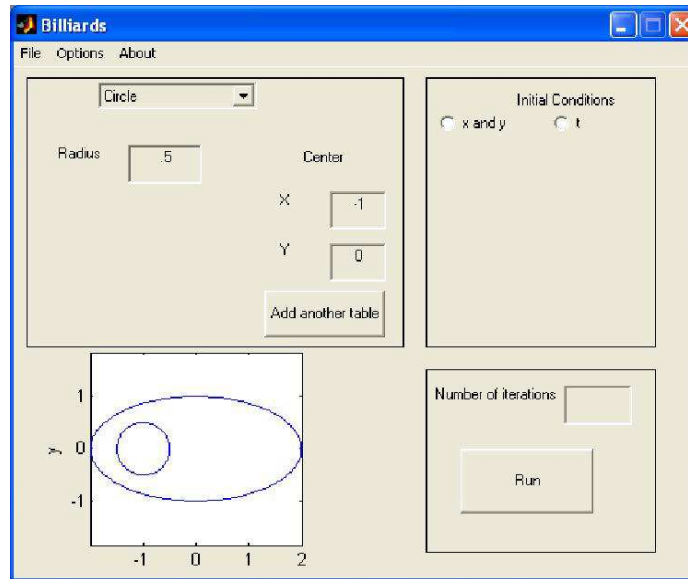 Billiards
File Options About
Circle
Radius .5
Center
X -1
Y 0
Add another table
Initial Conditions
x and y t
1
y 0
-1
-1 0 1 2
Number of iterations
Run